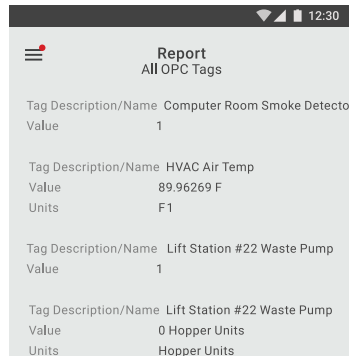 12:30
Report
All OPC Tags
Tag Description/Name Computer Room Smoke Detecto
Value 1
Tag Description/Name HVAC Air Temp
Value 89.96269 F
Units F1
Tag Description/Name Lift Station #22 Waste Pump
Value 1
Tag Description/Name Lift Station #22 Waste Pump
Value 0 Hopper Units
Units Hopper Units